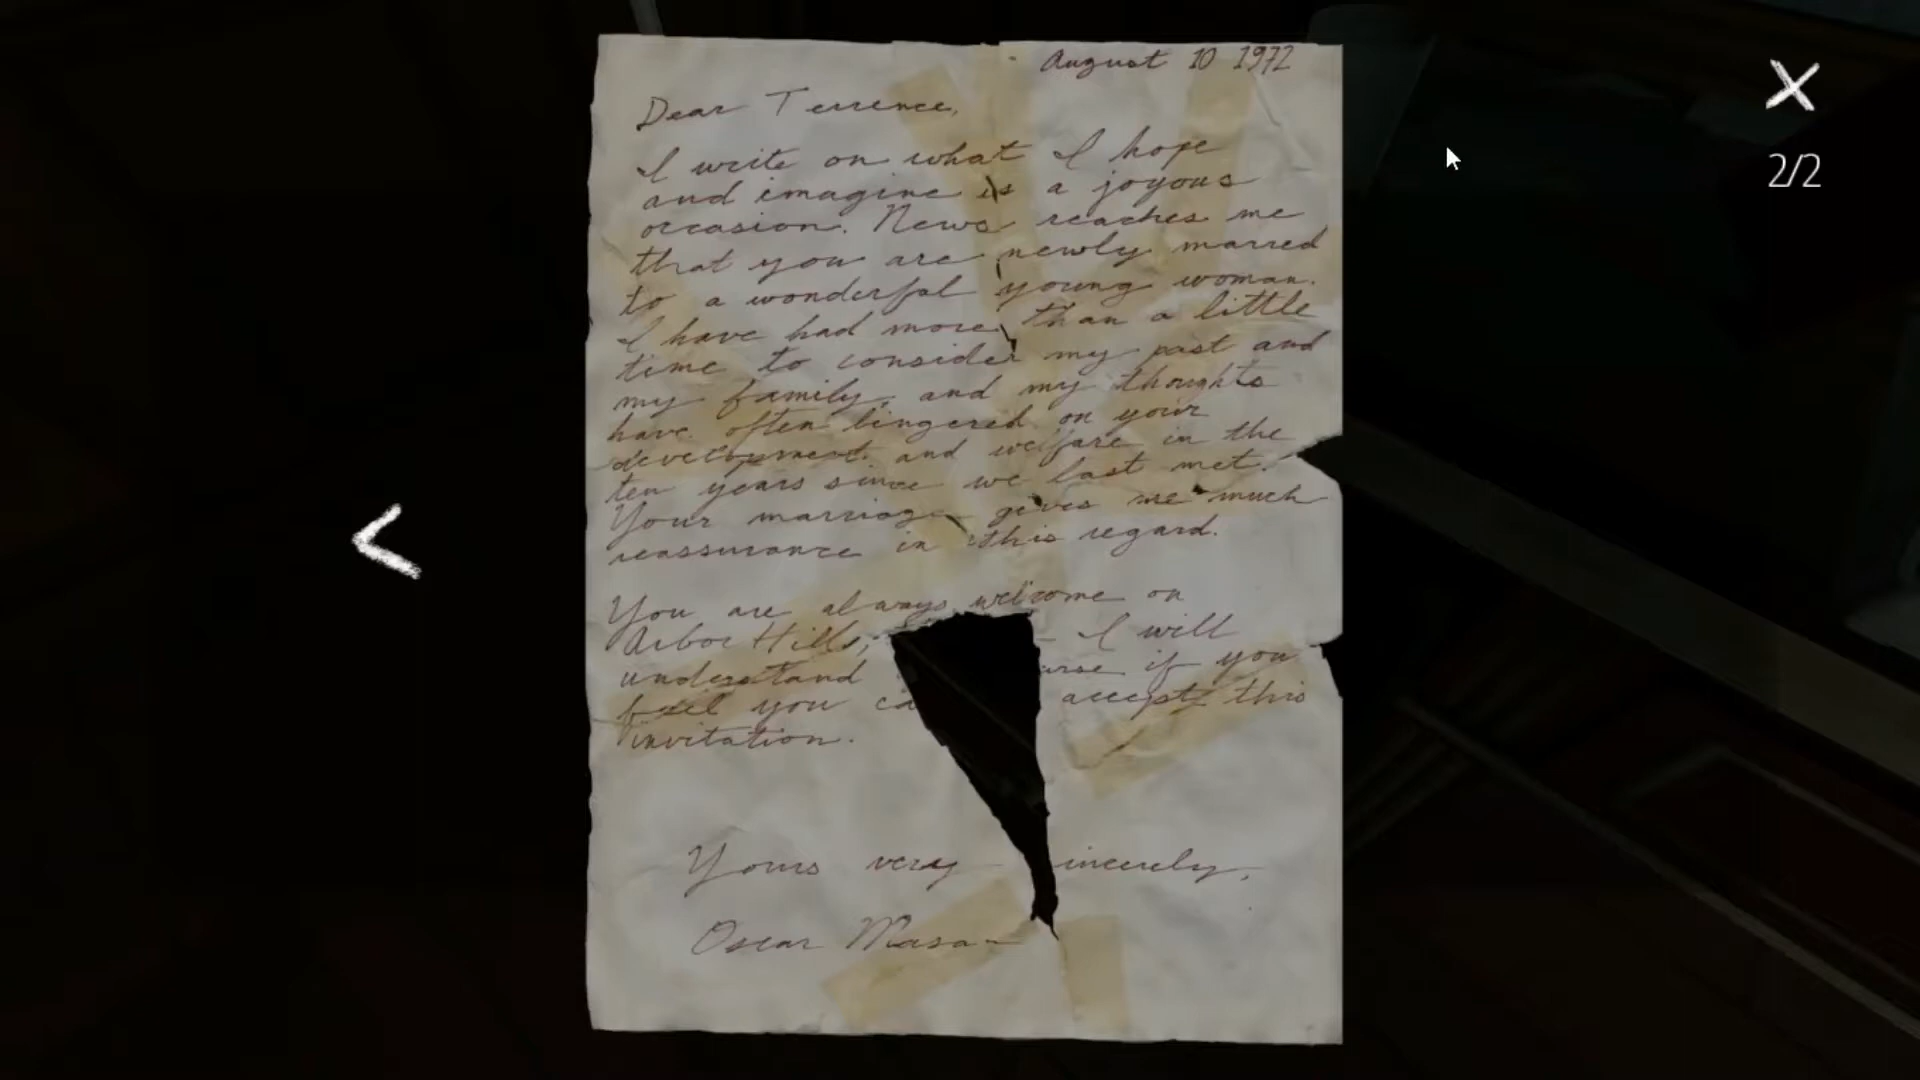 August 10 1972
Dear Terrence,
I write on what I hope
and imagine is a joyous
occasion. News reaches me
that you are newly marred
to a wonderful young woman.
I have had more than a little
time to consider my past and
my family, and my thoughts
have often lingered on your
development and welfare in the
ten years since we last met.
Your marriage gives me much
reassurance in this regard.
You are always welcome on
Arbor Hills, - I will
understand if you
feel you accept this
invitation.
Yours very incerely,
Oscar Mason
2/2